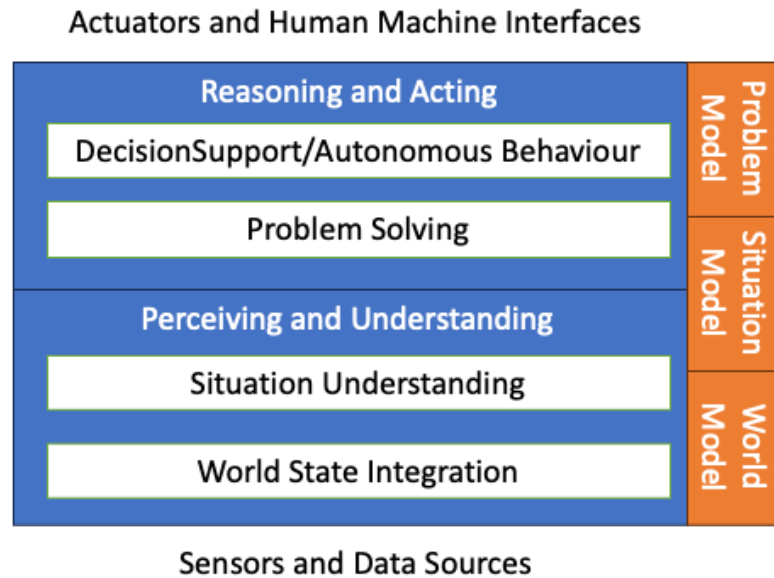 Actuators and Human Machine Interfaces
Reasoning and Acting
DecisionSupport/Autonomous Behaviour
Problem Solving
Perceiving and Understanding
Situation Understanding
World State Integration
Problem
Model
Situation
Model
World
Model
Sensors and Data Sources